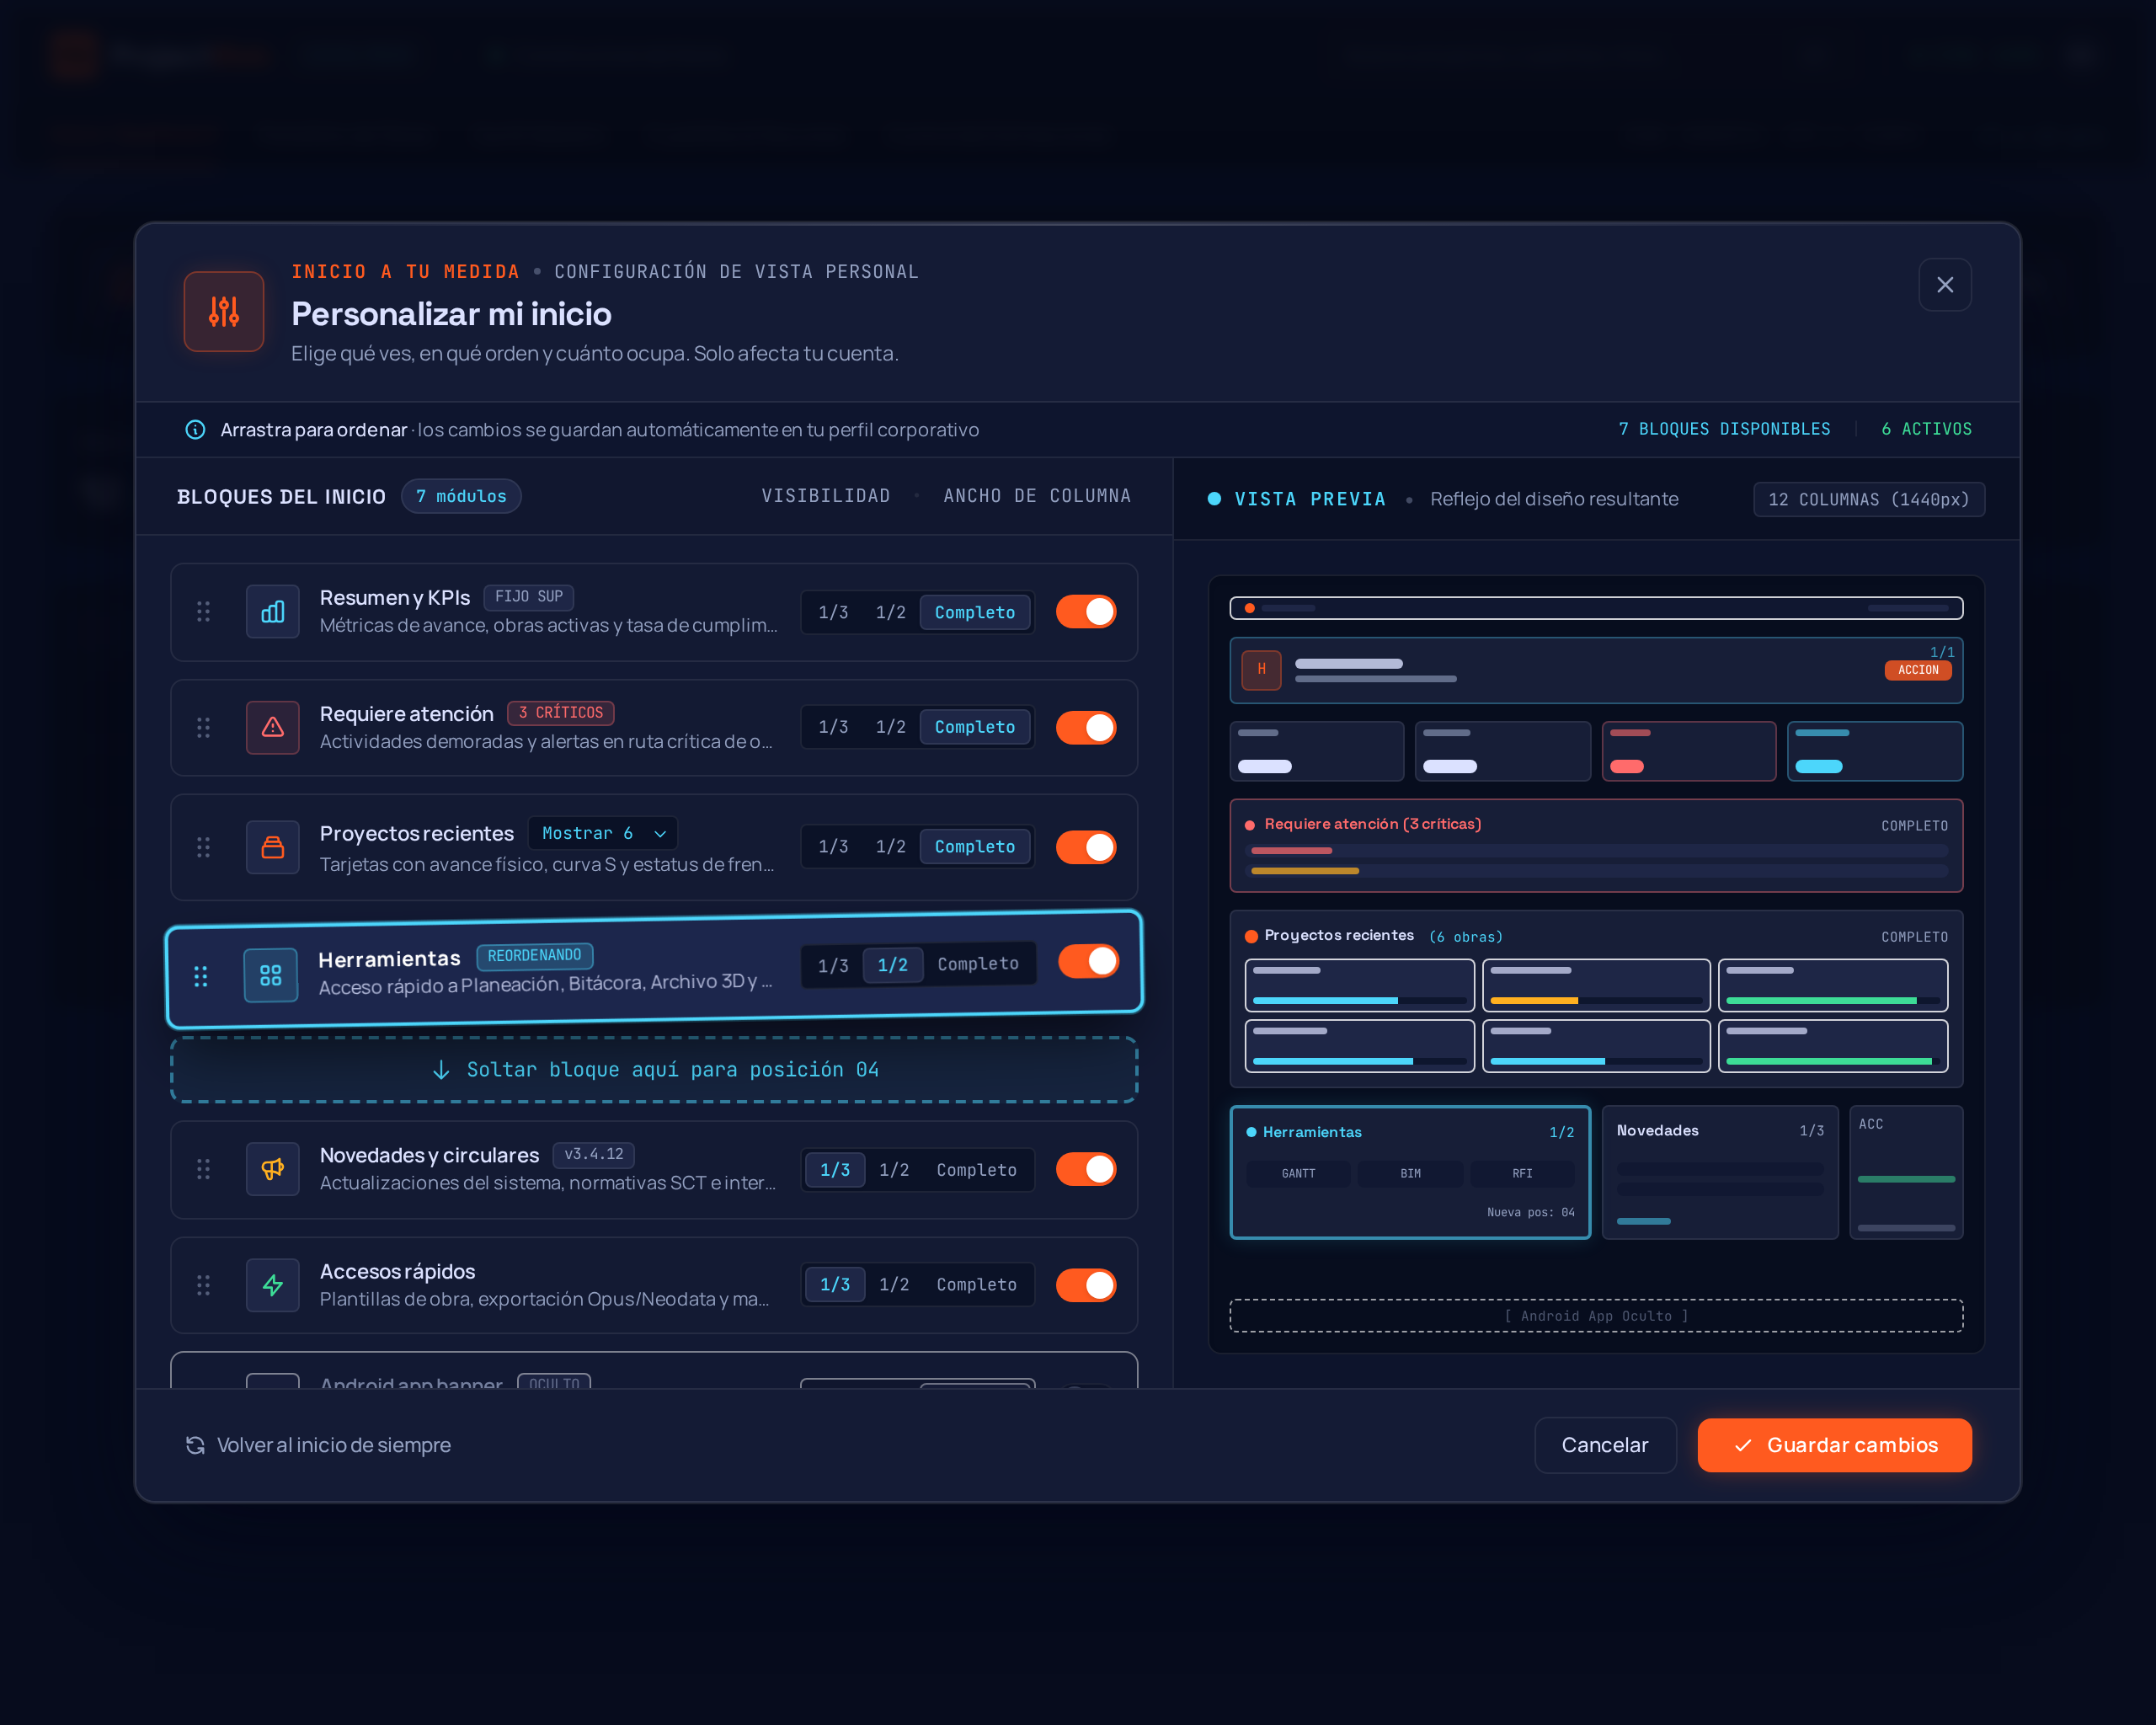 INICIO A TU MEDIDA • CONFIGURACIÓN DE VISTA PERSONAL
Personalizar mi inicio
Elige qué ves, en qué orden y cuánto ocupa. Solo afecta tu cuenta.
Arrastra para ordenar · los cambios se guardan automáticamente en tu perfil corporativo
7 BLOQUES DISPONIBLES
6 ACTIVOS
BLOQUES DEL INICIO 7 módulos
VISIBILIDAD • ANCHO DE COLUMNA
Resumen y KPIs FIJO SUP
Métricas de avance, obras activas y tasa de cumplim...
1/3 1/2 Completo
Requiere atención 3 CRÍTICOS
Actividades demoradas y alertas en ruta crítica de o...
1/3 1/2 Completo
Proyectos recientes Mostrar 6
Tarjetas con avance físico, curva S y estatus de fren...
1/3 1/2 Completo
Herramientas REORDENANDO
Acceso rápido a Planeación, Bitácora, Archivo 3D y ...
1/3 1/2 Completo
Soltar bloque aquí para posición 04
Novedades y circulares v3.4.12
Actualizaciones del sistema, normativas SCT e inter...
1/3 1/2 Completo
Accesos rápidos
Plantillas de obra, exportación Opus/Neodata y ma...
1/3 1/2 Completo
Android app banner OCULTO
VISTA PREVIA • Reflejo del diseño resultante
12 COLUMNAS (1440px)
H
1/1
ACCION
Requiere atención (3 críticas)
COMPLETO
Proyectos recientes (6 obras)
COMPLETO
Herramientas 1/2
GANTT BIM RFI
Nueva pos: 04
Novedades 1/3
ACC
[ Android App Oculto ]
Volver al inicio de siempre
Cancelar
Guardar cambios